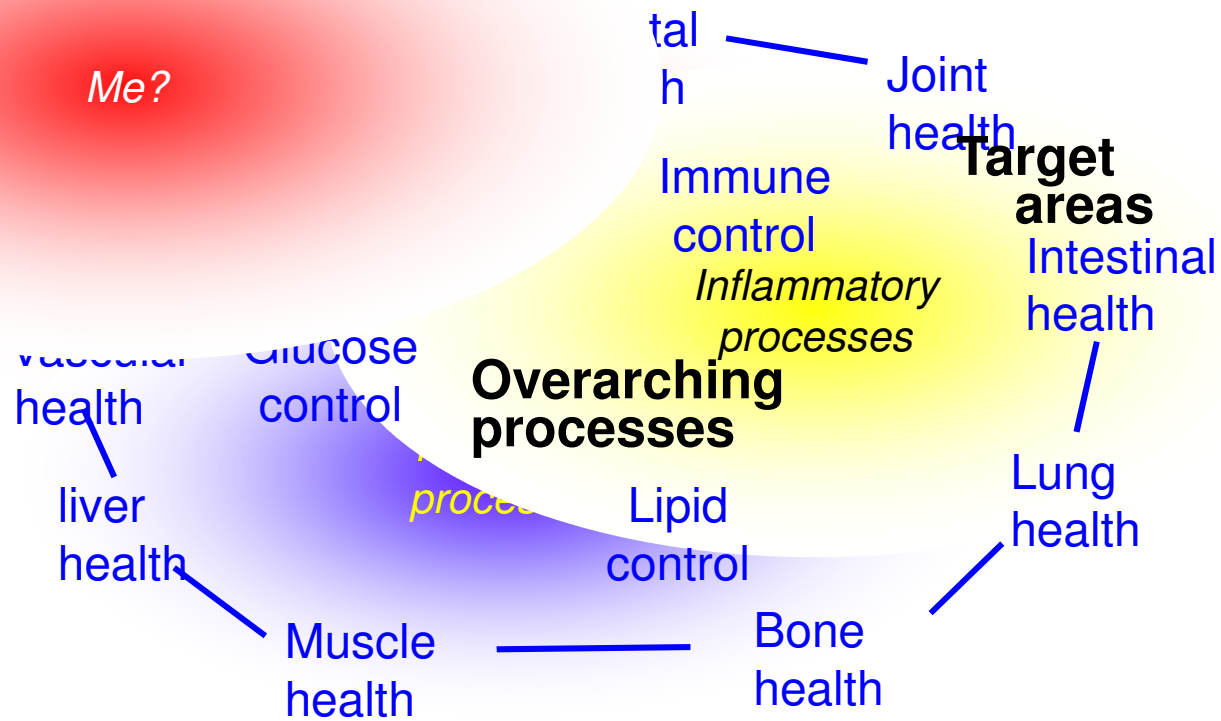 tal
h
Me?
Joint
health
Target
areas
Immune
control
Intestinal
health
Inflammatory
processes
Vascular
health
Glucose
control
Overarching
processes
Lung
health
liver
health
Lipid
control
Muscle
health
Bone
health